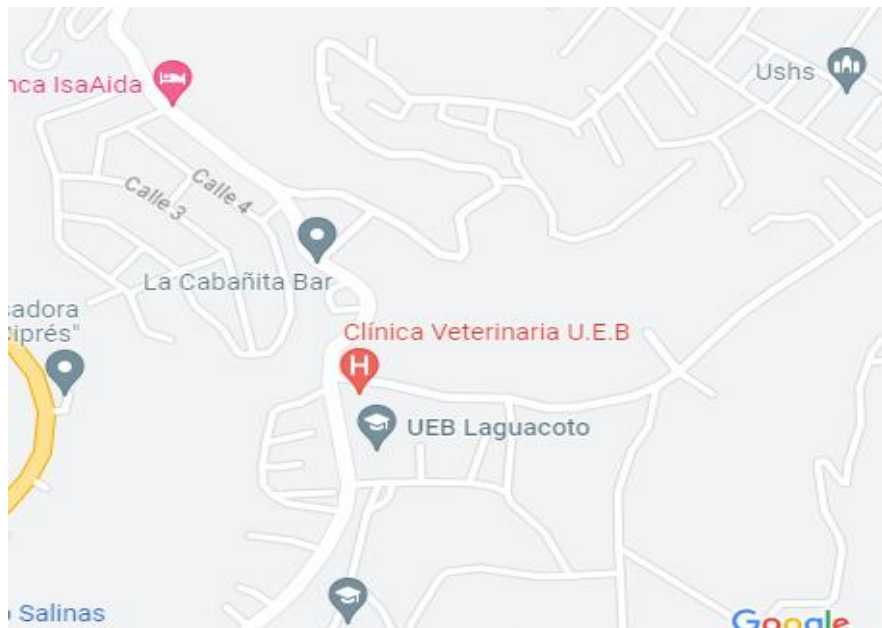 Ushs
nca IsaAida
Calle 3
Calle 4
La Cabañita Bar
sadora
Ciprés"
Clínica Veterinaria U.E.B
H
UEB Laguacoto
Salinas
Google